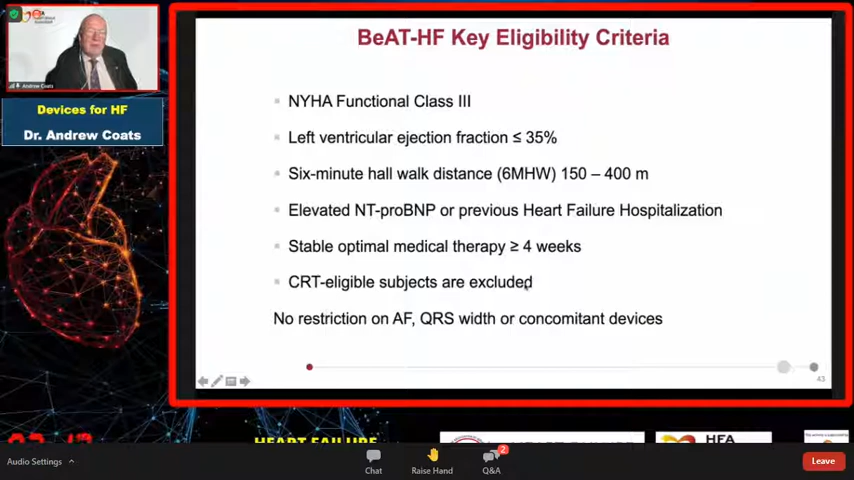 Andrew Coats
Devices for HF
Dr. Andrew Coats
BeAT-HF Key Eligibility Criteria
NYHA Functional Class III
Left ventricular ejection fraction ≤ 35%
Six-minute hall walk distance (6MHW) 150 – 400 m
Elevated NT-proBNP or previous Heart Failure Hospitalization
Stable optimal medical therapy ≥ 4 weeks
CRT-eligible subjects are excluded
No restriction on AF, QRS width or concomitant devices
43
HEART FAILURE
HFA
Audio Settings
Chat
Raise Hand
2
Q&A
Leave